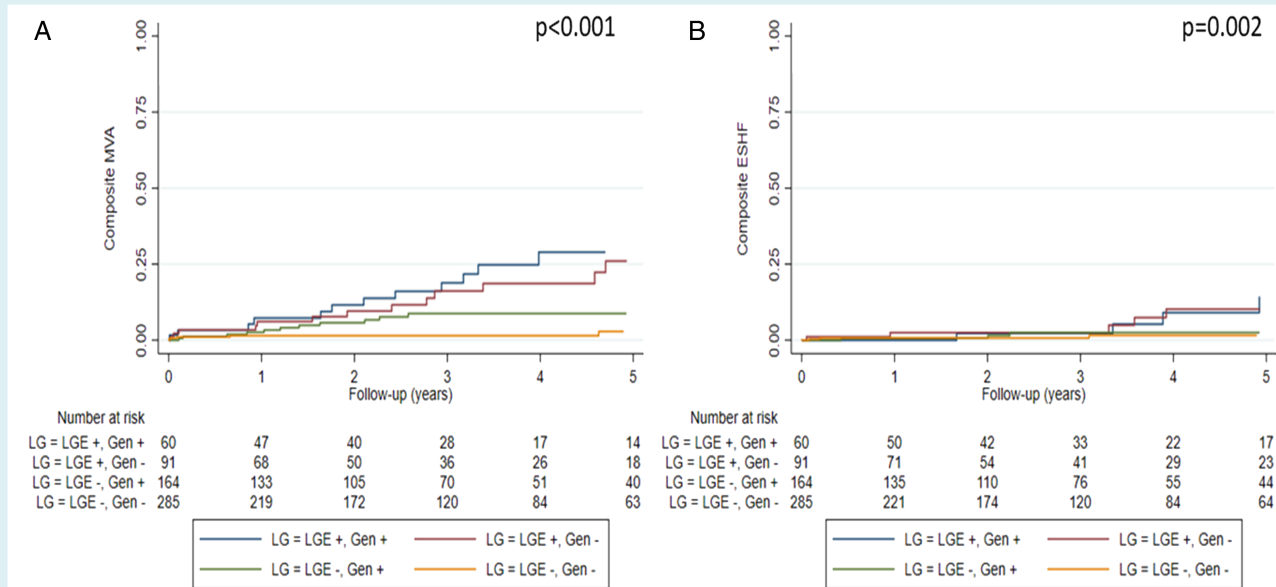 A
p<0.001
1.00
0.75
0.50
0.25
0.00
Composite MVA
0 1 2 3 4 5
Follow-up (years)
Number at risk
LG = LGE +, Gen + 60 47 40 28 17 14
LG = LGE +, Gen - 91 68 50 36 26 18
LG = LGE -, Gen + 164 133 105 70 51 40
LG = LGE -, Gen - 285 219 172 120 84 63
LG = LGE +, Gen + LG = LGE +, Gen -
LG = LGE -, Gen + LG = LGE -, Gen -
B
p=0.002
1.00
0.75
0.50
0.25
0.00
Composite ESHF
0 1 2 3 4 5
Follow-up (years)
Number at risk
LG = LGE +, Gen + 60 50 42 33 22 17
LG = LGE +, Gen - 91 71 54 41 29 23
LG = LGE -, Gen + 164 135 110 76 55 44
LG = LGE -, Gen - 285 221 174 120 84 64
LG = LGE +, Gen + LG = LGE +, Gen -
LG = LGE -, Gen + LG = LGE -, Gen -